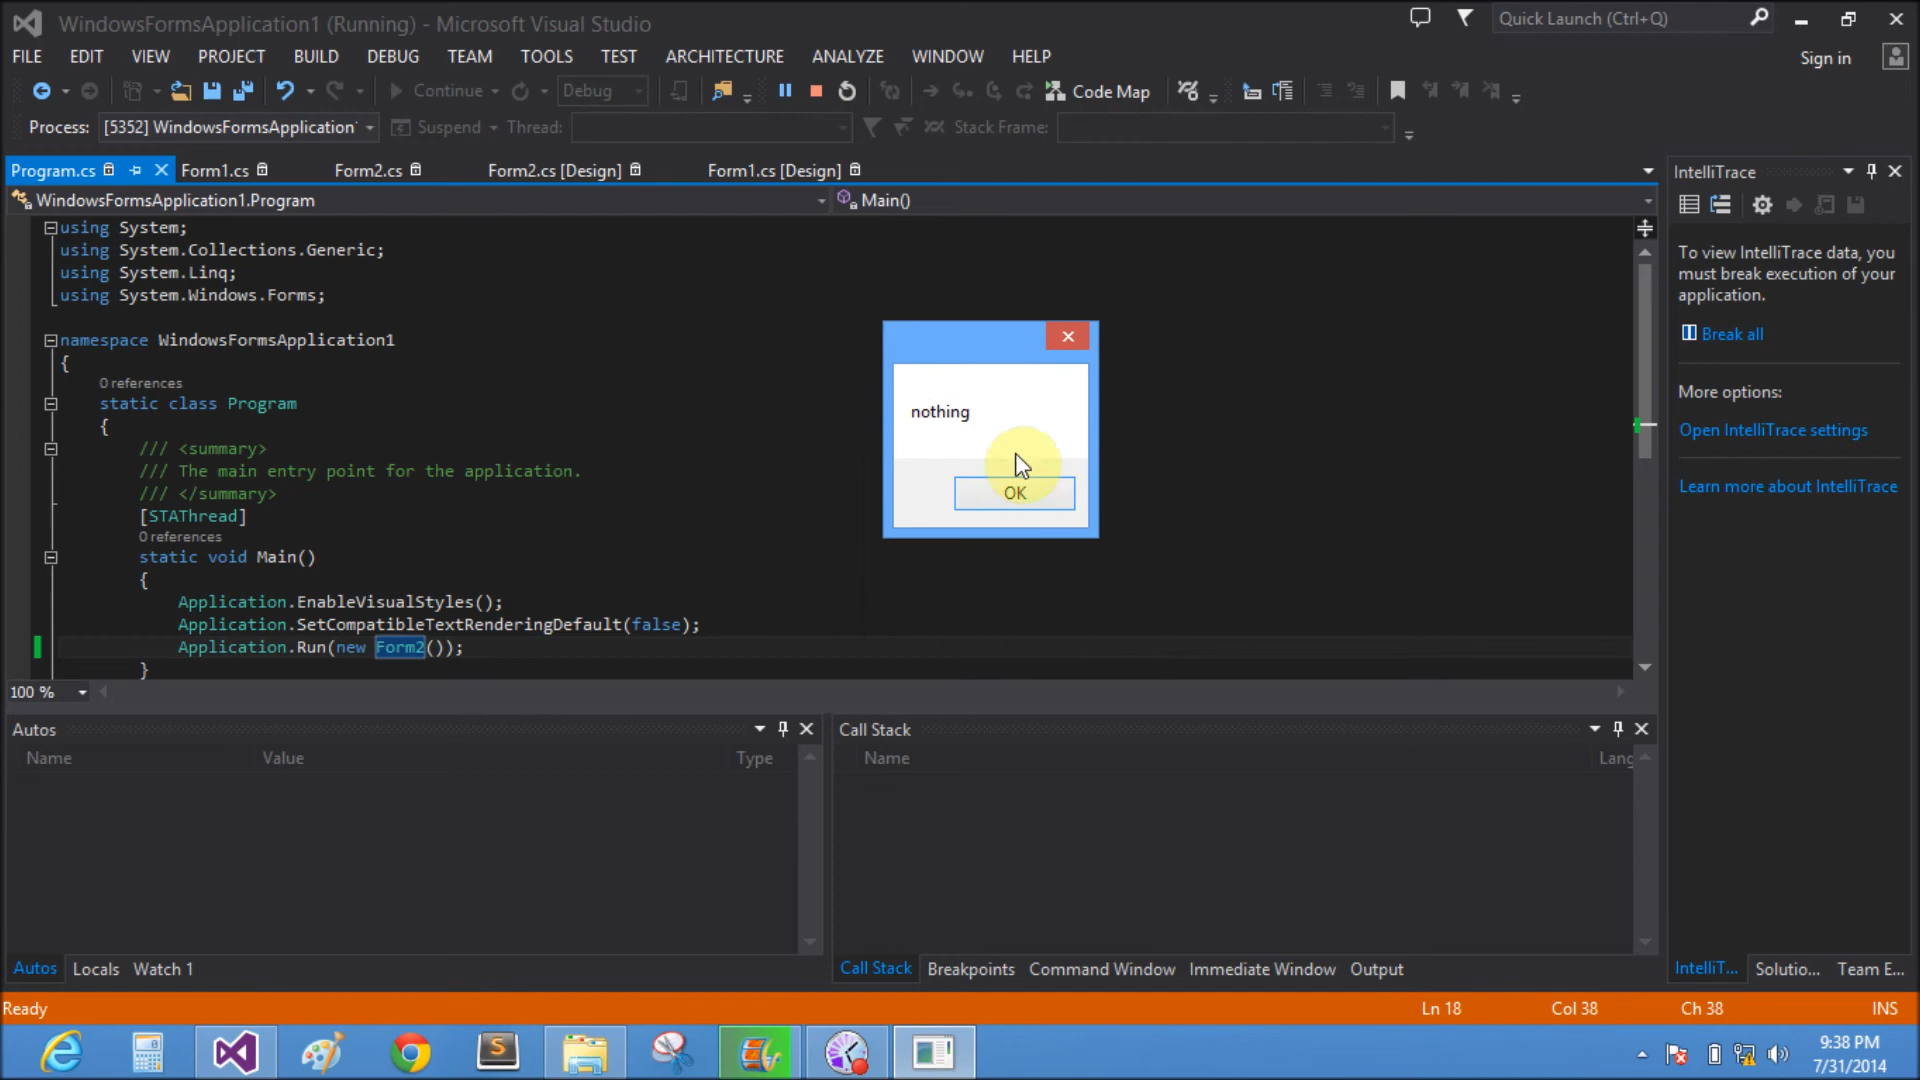 WindowsFormsApplication1 (Running) - Microsoft Visual Studio
Quick Launch (Ctrl+Q)
FILE EDIT VIEW PROJECT BUILD DEBUG TEAM TOOLS TEST ARCHITECTURE ANALYZE WINDOW HELP
Sign in
Continue Debug Code Map
Process: [5352] WindowsFormsApplication Suspend Thread: Stack Frame:
Program.cs Form1.cs Form2.cs Form2.cs [Design] Form1.cs [Design]
WindowsFormsApplication1.Program Main()
using System;
using System.Collections.Generic;
using System.Linq;
using System.Windows.Forms;
namespace WindowsFormsApplication1
{
0 references
static class Program
{
/// <summary>
/// The main entry point for the application.
/// </summary>
[STAThread]
0 references
static void Main()
{
Application.EnableVisualStyles();
Application.SetCompatibleTextRenderingDefault(false);
Application.Run(new Form2());
}
100 %
nothing
OK
IntelliTrace
To view IntelliTrace data, you
must break execution of your
application.
Break all
More options:
Open IntelliTrace settings
Learn more about IntelliTrace
Autos
Name Value Type
Call Stack
Name Lang
Autos Locals Watch 1
Call Stack Breakpoints Command Window Immediate Window Output
IntelliT... Solutio... Team E...
Ready
Ln 18 Col 38 Ch 38 INS
9:38 PM
7/31/2014